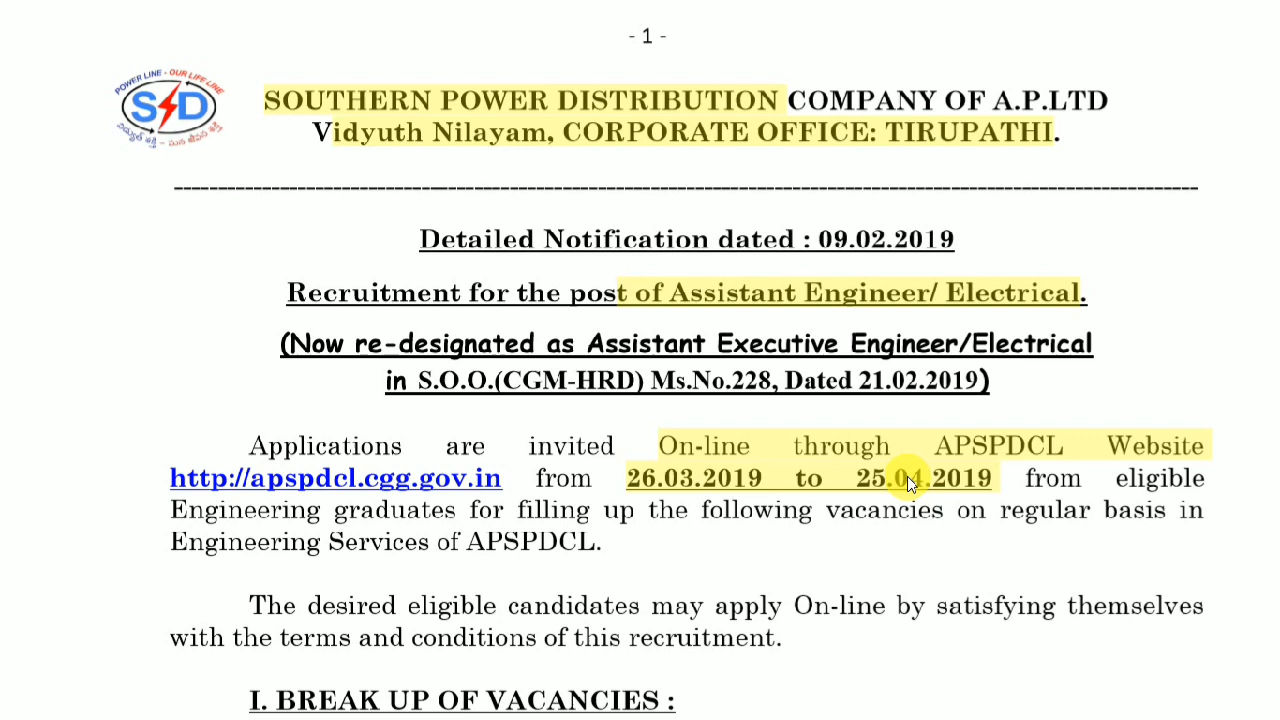 - 1 -
POWER LINE - OUR LIFE LINE
SD
SOUTHERN POWER DISTRIBUTION COMPANY OF A.P.LTD
Vidyuth Nilayam, CORPORATE OFFICE: TIRUPATHI.
Detailed Notification dated : 09.02.2019
Recruitment for the post of Assistant Engineer/ Electrical.
(Now re-designated as Assistant Executive Engineer/Electrical
in S.O.O.(CGM-HRD) Ms.No.228, Dated 21.02.2019)
Applications are invited On-line through APSPDCL Website
http://apspdcl.cgg.gov.in from 26.03.2019 to 25.04.2019 from eligible
Engineering graduates for filling up the following vacancies on regular basis in
Engineering Services of APSPDCL.
The desired eligible candidates may apply On-line by satisfying themselves
with the terms and conditions of this recruitment.
I. BREAK UP OF VACANCIES :